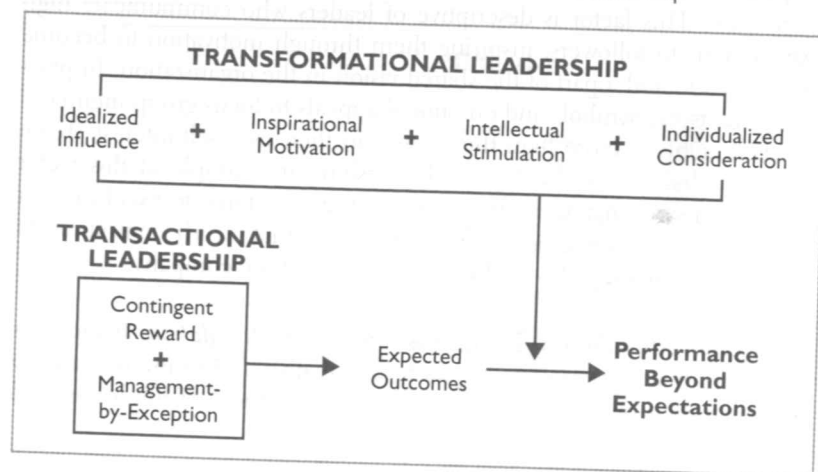 TRANSFORMATIONAL LEADERSHIP
Idealized
Influence
+
Inspirational
Motivation
+
Intellectual
Stimulation
+
Individualized
Consideration
TRANSACTIONAL
LEADERSHIP
Contingent
Reward
+
Management-
by-Exception
Expected
Outcomes
Performance
Beyond
Expectations